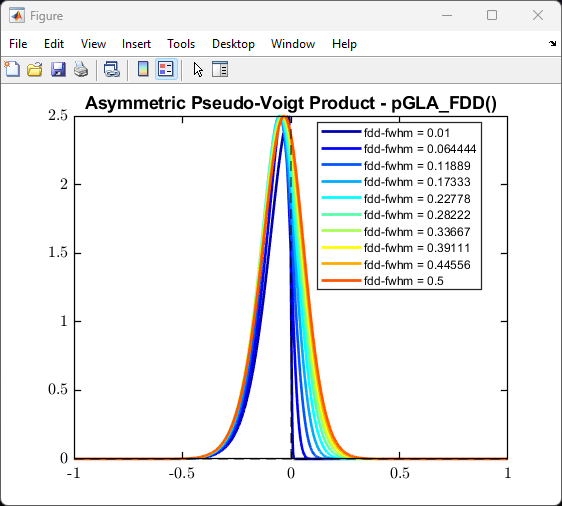 Figure
File Edit View Insert Tools Desktop Window Help
Asymmetric Pseudo-Voigt Product - pGLA_FDD()
2.5
2
1.5
1
0.5
0
-1 -0.5 0 0.5 1
fdd-fwhm = 0.01
fdd-fwhm = 0.064444
fdd-fwhm = 0.11889
fdd-fwhm = 0.17333
fdd-fwhm = 0.22778
fdd-fwhm = 0.28222
fdd-fwhm = 0.33667
fdd-fwhm = 0.39111
fdd-fwhm = 0.44556
fdd-fwhm = 0.5